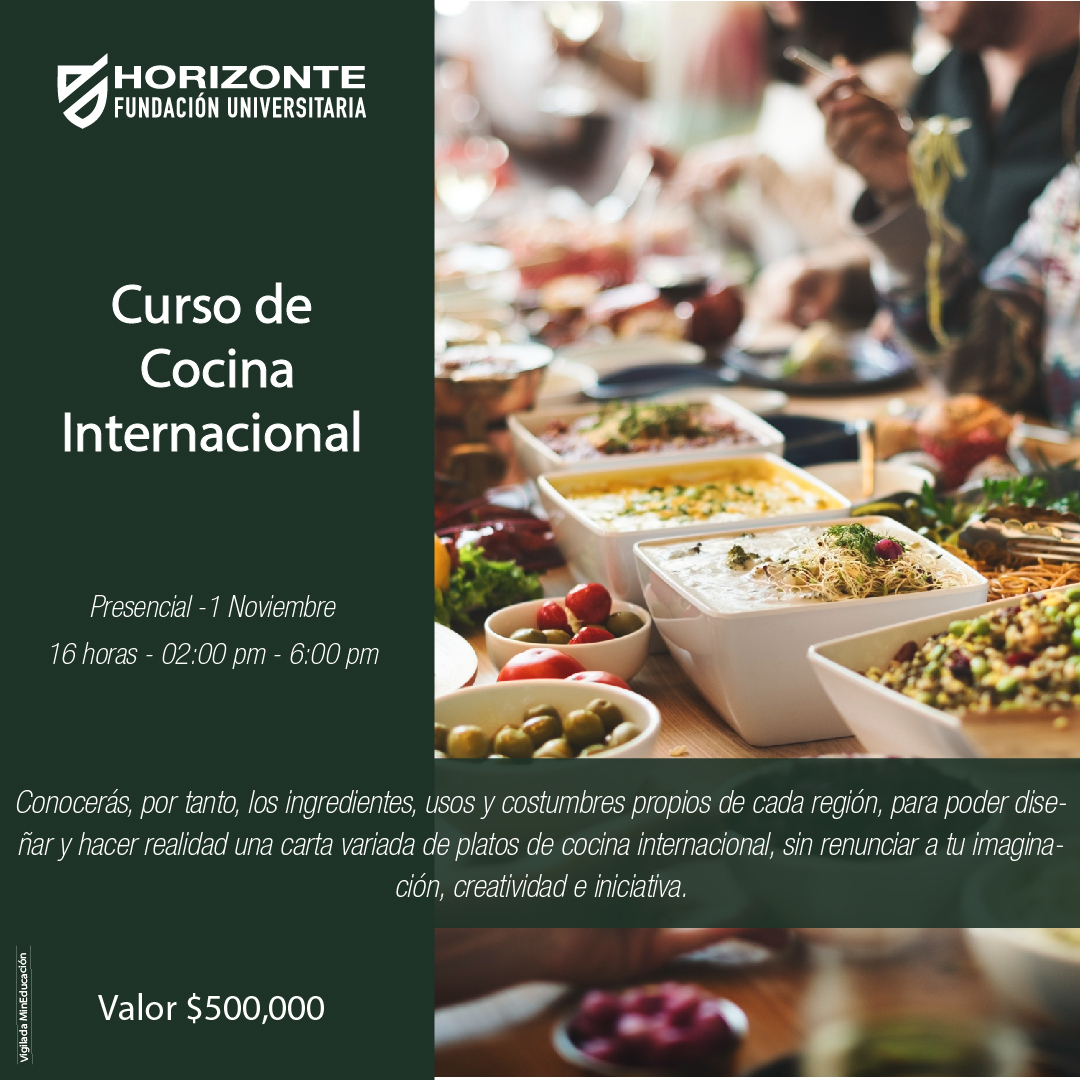 HORIZONTE
FUNDACIÓN UNIVERSITARIA
Curso de
Cocina
Internacional
Presencial -1 Noviembre
16 horas - 02:00 pm - 6:00 pm
Conocerás, por tanto, los ingredientes, usos y costumbres propios de cada región, para poder dise-
ñar y hacer realidad una carta variada de platos de cocina internacional, sin renunciar a tu imagina-
ción, creatividad e iniciativa.
Vigilada MinEducación
Valor $500,000